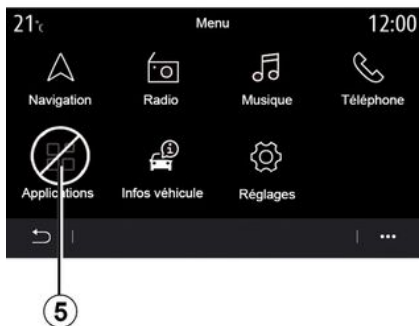 21°c Menu 12:00
Navigation Radio Musique Téléphone
Applications Infos véhicule Réglages
5